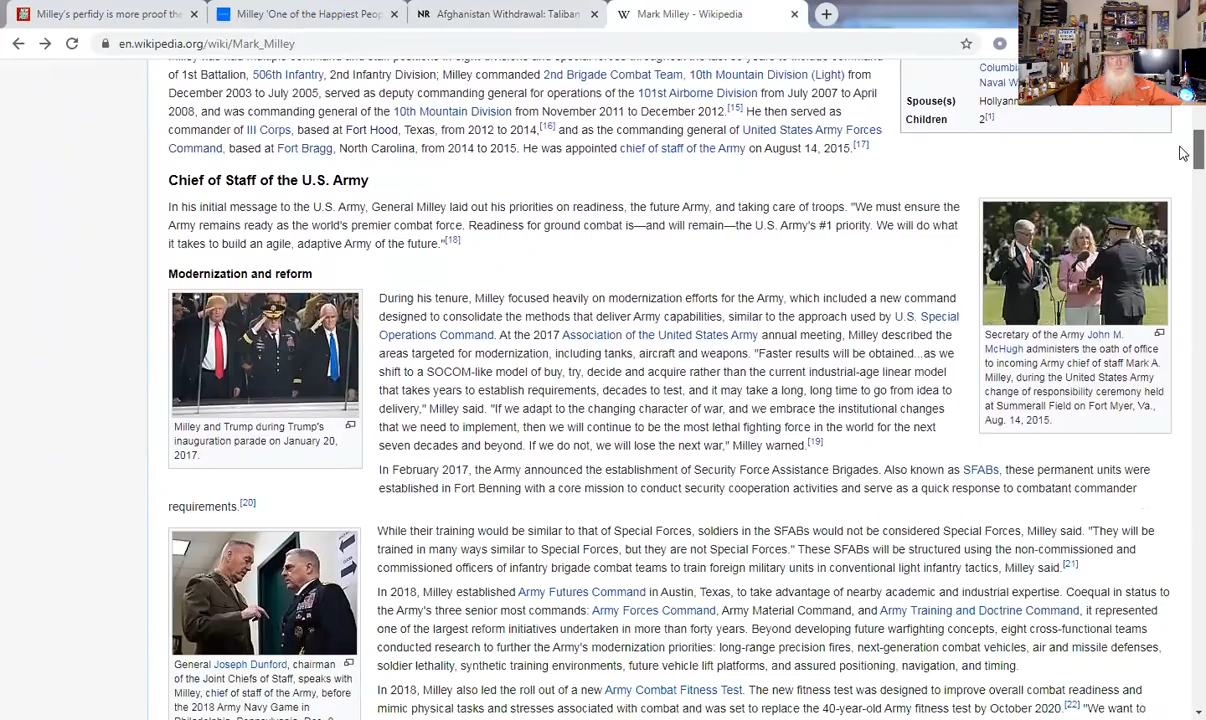 Milley's perfidy is more proof the
Milley 'One of the Happiest Peop
NR Afghanistan Withdrawal: Taliban
W Mark Milley - Wikipedia
en.wikipedia.org/wiki/Mark_Milley
of 1st Battalion, 506th Infantry, 2nd Infantry Division; Milley commanded 2nd Brigade Combat Team, 10th Mountain Division (Light) from
December 2003 to July 2005, served as deputy commanding general for operations of the 101st Airborne Division from July 2007 to April
2008, and was commanding general of the 10th Mountain Division from November 2011 to December 2012.[15] He then served as
commander of III Corps, based at Fort Hood, Texas, from 2012 to 2014,[16] and as the commanding general of United States Army Forces
Command, based at Fort Bragg, North Carolina, from 2014 to 2015. He was appointed chief of staff of the Army on August 14, 2015.[17]
Columbi
Naval W
Spouse(s) Hollyann
Children 2[1]
Chief of Staff of the U.S. Army
In his initial message to the U.S. Army, General Milley laid out his priorities on readiness, the future Army, and taking care of troops. "We must ensure the
Army remains ready as the world's premier combat force. Readiness for ground combat is—and will remain—the U.S. Army's #1 priority. We will do what
it takes to build an agile, adaptive Army of the future."[18]
Secretary of the Army John M.
McHugh administers the oath of office
to incoming Army chief of staff Mark A.
Milley, during the United States Army
change of responsibility ceremony held
at Summerall Field on Fort Myer, Va.,
Aug. 14, 2015.
Modernization and reform
Milley and Trump during Trump's
inauguration parade on January 20,
2017.
During his tenure, Milley focused heavily on modernization efforts for the Army, which included a new command
designed to consolidate the methods that deliver Army capabilities, similar to the approach used by U.S. Special
Operations Command. At the 2017 Association of the United States Army annual meeting, Milley described the
areas targeted for modernization, including tanks, aircraft and weapons. "Faster results will be obtained...as we
shift to a SOCOM-like model of buy, try, decide and acquire rather than the current industrial-age linear model
that takes years to establish requirements, decades to test, and it may take a long, long time to go from idea to
delivery," Milley said. "If we adapt to the changing character of war, and we embrace the institutional changes
that we need to implement, then we will continue to be the most lethal fighting force in the world for the next
seven decades and beyond. If we do not, we will lose the next war," Milley warned.[19]
In February 2017, the Army announced the establishment of Security Force Assistance Brigades. Also known as SFABs, these permanent units were
established in Fort Benning with a core mission to conduct security cooperation activities and serve as a quick response to combatant commander
requirements.[20]
While their training would be similar to that of Special Forces, soldiers in the SFABs would not be considered Special Forces, Milley said. "They will be
trained in many ways similar to Special Forces, but they are not Special Forces." These SFABs will be structured using the non-commissioned and
commissioned officers of infantry brigade combat teams to train foreign military units in conventional light infantry tactics, Milley said.[21]
General Joseph Dunford, chairman
of the Joint Chiefs of Staff, speaks with
Milley, chief of staff of the Army, before
the 2018 Army Navy Game in
In 2018, Milley established Army Futures Command in Austin, Texas, to take advantage of nearby academic and industrial expertise. Coequal in status to
the Army's three senior most commands: Army Forces Command, Army Material Command, and Army Training and Doctrine Command, it represented
one of the largest reform initiatives undertaken in more than forty years. Beyond developing future warfighting concepts, eight cross-functional teams
conducted research to further the Army's modernization priorities: long-range precision fires, next-generation combat vehicles, air and missile defenses,
soldier lethality, synthetic training environments, future vehicle lift platforms, and assured positioning, navigation, and timing.
In 2018, Milley also led the roll out of a new Army Combat Fitness Test. The new fitness test was designed to improve overall combat readiness and
mimic physical tasks and stresses associated with combat and was set to replace the 40-year-old Army fitness test by October 2020.[22] "We want to